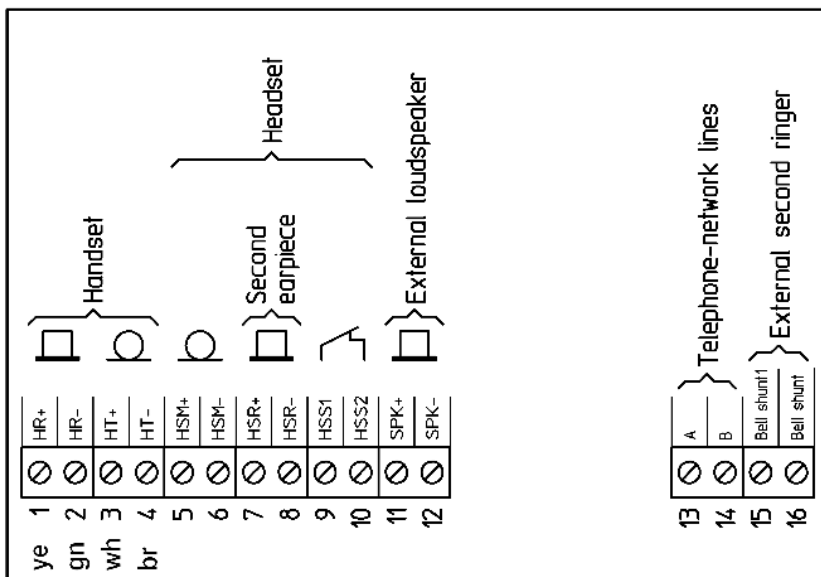 Headset
Handset
Second
earpiece
External loudspeaker
Telephone-network lines
External second ringer
HR+
HR-
HT+
HT-
HSM+
HSM-
HSR+
HSR-
HSS1
HSS2
SPK+
SPK-
A
B
Bell shunt1
Bell shunt
1
2
3
4
5
6
7
8
9
10
11
12
13
14
15
16
ye
gn
wh
br